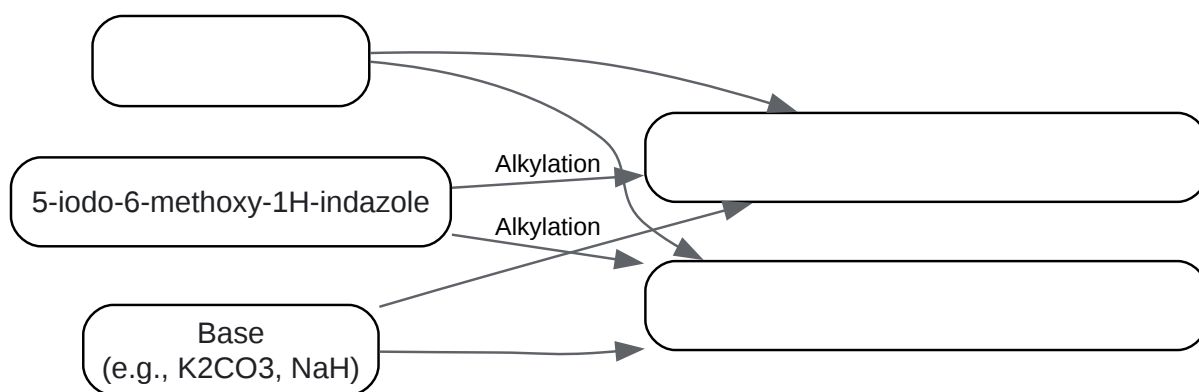 Alkylation
5-iodo-6-methoxy-1H-indazole
Alkylation
Base
(e.g., K2CO3, NaH)